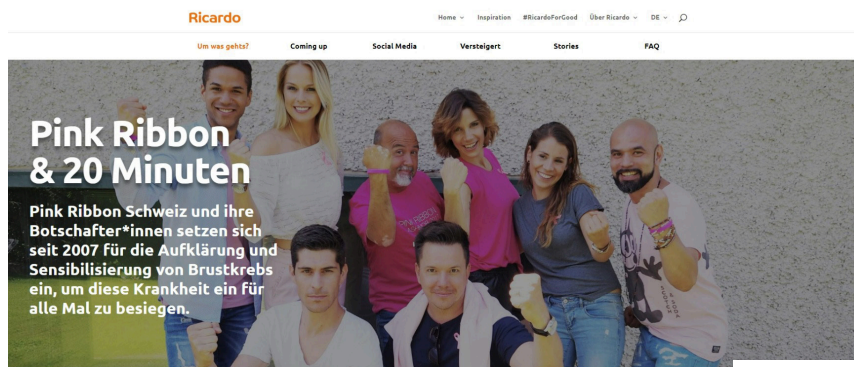 Ricardo
Home Inspiration #RicardoForGood Über Ricardo DE
Um was gehts? Coming up Social Media Versteigert Stories FAQ
Pink Ribbon
& 20 Minuten
Pink Ribbon Schweiz und ihre
Botschafter*innen setzen sich
seit 2007 für die Aufklärung und
Sensibilisierung von Brustkrebs
ein, um diese Krankheit ein für
alle Mal zu besiegen.
PINK RIBBON